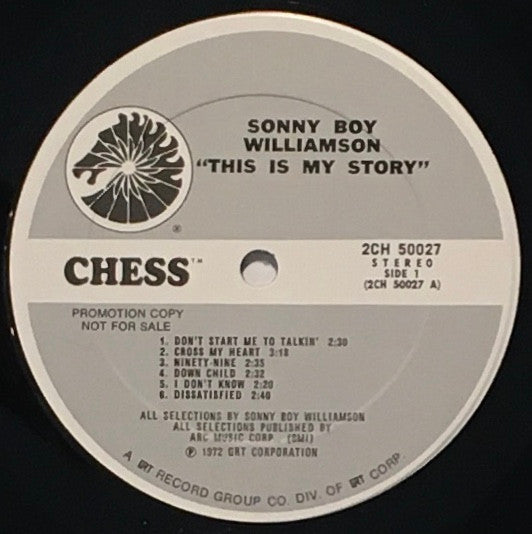 SONNY BOY
WILLIAMSON
"THIS IS MY STORY"
®
CHESS™
2CH 50027
STEREO
SIDE 1
(2CH 50027 A)
PROMOTION COPY
NOT FOR SALE
1. DON'T START ME TO TALKIN' 2:30
2. CROSS MY HEART 3:18
3. NINETY-NINE 2:35
4. DOWN CHILD 2:32
5. I DON'T KNOW 2:20
6. DISSATISFIED 2:40
ALL SELECTIONS BY SONNY BOY WILLIAMSON
ALL SELECTIONS PUBLISHED BY
ARC MUSIC CORP. (BMI)
℗ 1972 GRT CORPORATION
A GRT RECORD GROUP CO. DIV. OF GRT CORP.